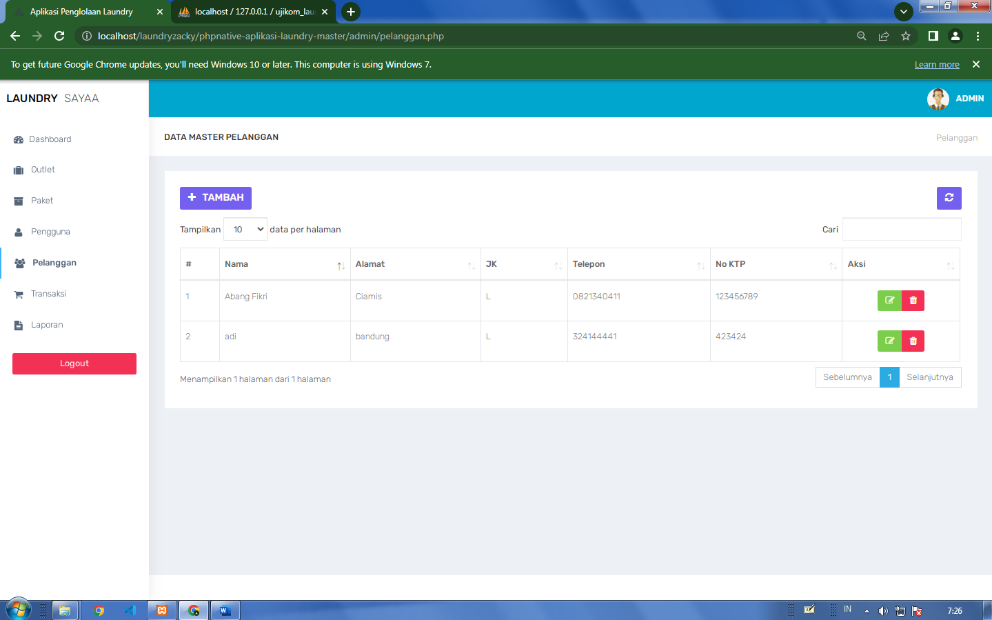 Aplikasi Penglolaan Laundry
localhost / 127.0.0.1 / ujikom_lau
localhost/laundryzacky/phpnative-aplikasi-laundry-master/admin/pelanggan.php
To get future Google Chrome updates, you'll need Windows 10 or later. This computer is using Windows 7. Learn more
LAUNDRY SAYAA
ADMIN
Dashboard
Outlet
Paket
Pengguna
Pelanggan
Transaksi
Laporan
Logout
DATA MASTER PELANGGAN Pelanggan
+ TAMBAH
Tampilkan 10 data per halaman Cari
# Nama Alamat JK Telepon No KTP Aksi
1 Abang Fikri Ciamis L 0821340411 123456789
2 adi bandung L 324144441 423424
Menampilkan 1 halaman dari 1 halaman Sebelumnya 1 Selanjutnya
IN 7:26